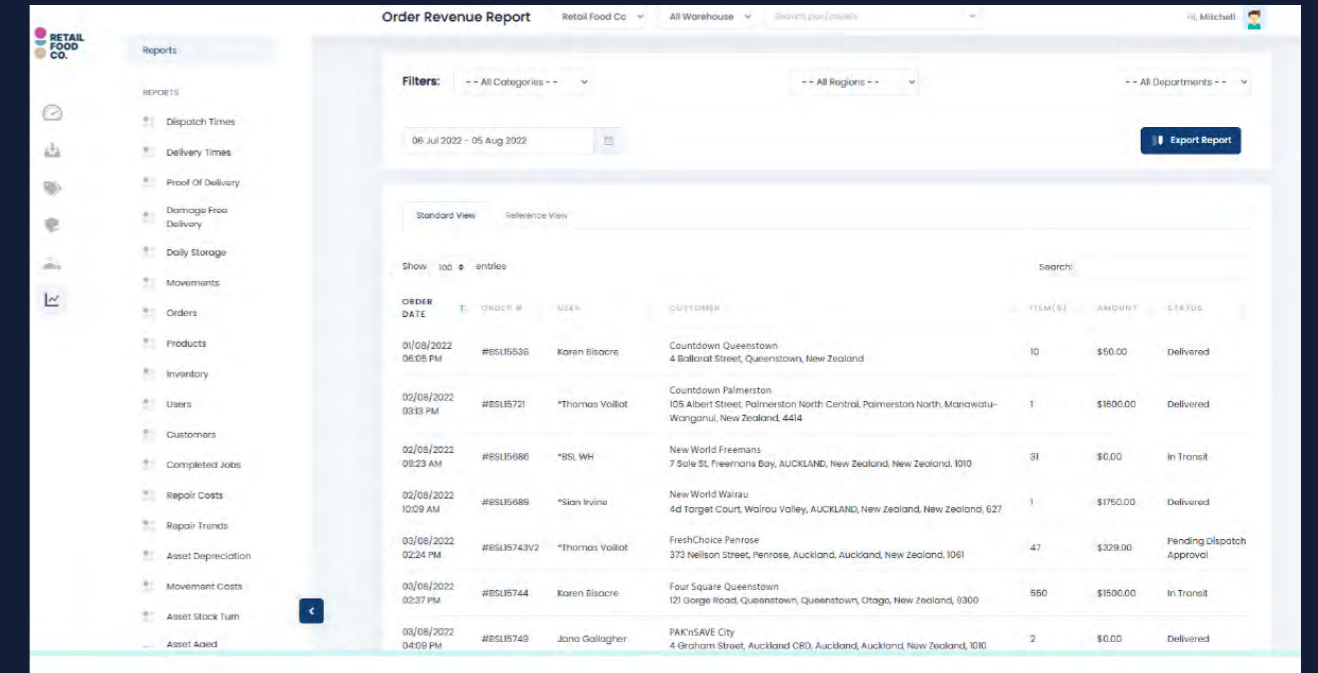 Order Revenue Report
Retail Food Co
All Warehouse
Hi, Mitchell
RETAIL
FOOD
CO.
Reports
REPORTS
Dispatch Times
Delivery Times
Proof Of Delivery
Damage Free
Delivery
Daily Storage
Movements
Orders
Products
Inventory
Users
Customers
Completed Jobs
Repair Costs
Repair Trends
Asset Depreciation
Movement Costs
Asset Stock Turn
Asset Aged
Filters:
- - All Categories - -
- - All Regions - -
- - All Departments - -
06 Jul 2022 - 05 Aug 2022
Export Report
Standard View
Reference View
Show 100 entries
Search:
ORDER
DATE
ORDER #
USER
CUSTOMER
ITEM(S)
AMOUNT
STATUS
01/08/2022
06:05 PM
#BSL15536
Karen Bisacre
Countdown Queenstown
4 Ballarat Street, Queenstown, New Zealand
10
$50.00
Delivered
02/08/2022
03:13 PM
#BSL15721
*Thomas Voillot
Countdown Palmerston
105 Albert Street, Palmerston North Central, Palmerston North, Manawatu-
Wanganui, New Zealand, 4414
1
$1600.00
Delivered
02/08/2022
09:23 AM
#BSL15686
*BSL WH
New World Freemans
7 Sale St, Freemans Bay, AUCKLAND, New Zealand, New Zealand, 1010
31
$0.00
In Transit
02/08/2022
10:09 AM
#BSL15689
*Sian Irvine
New World Wairau
4d Target Court, Wairau Valley, AUCKLAND, New Zealand, New Zealand, 627
1
$1750.00
Delivered
03/08/2022
02:24 PM
#BSL15743V2
*Thomas Voillot
FreshChoice Penrose
373 Neilson Street, Penrose, Auckland, Auckland, New Zealand, 1061
47
$329.00
Pending Dispatch
Approval
03/08/2022
02:37 PM
#BSL15744
Karen Bisacre
Four Square Queenstown
121 Gorge Road, Queenstown, Queenstown, Otago, New Zealand, 9300
550
$1500.00
In Transit
03/08/2022
04:09 PM
#BSL15749
Jana Gallagher
PAK'nSAVE City
4 Graham Street, Auckland CBD, Auckland, Auckland, New Zealand, 1010
2
$0.00
Delivered